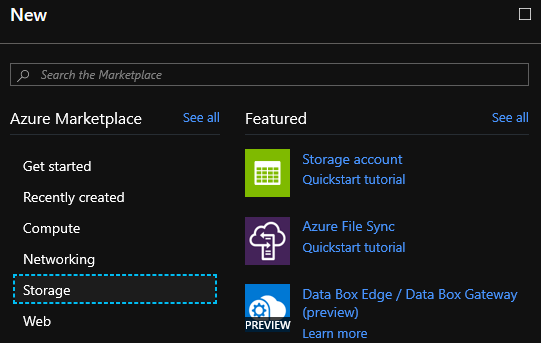 New
Search the Marketplace
Azure Marketplace See all
Get started
Recently created
Compute
Networking
Storage
Web
Featured See all
Storage account
Quickstart tutorial
Azure File Sync
Quickstart tutorial
PREVIEW
Data Box Edge / Data Box Gateway
(preview)
Learn more